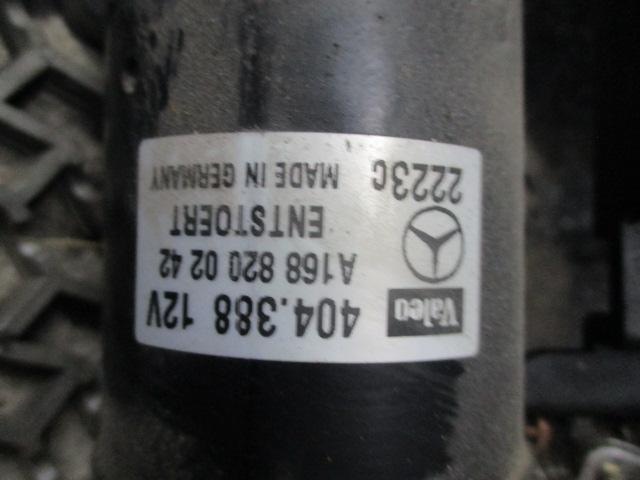 Valeo 404.388 12V
A168 820 02 42
ENTSTOERT
2223C MADE IN GERMANY